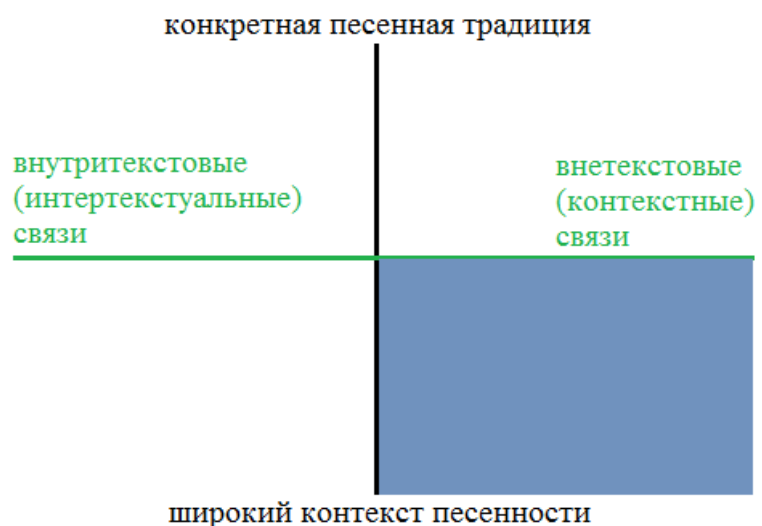 конкретная песенная традиция
внутритекстовые
(интертекстуальные)
связи
внетекстовые
(контекстные)
связи
широкий контекст песенности